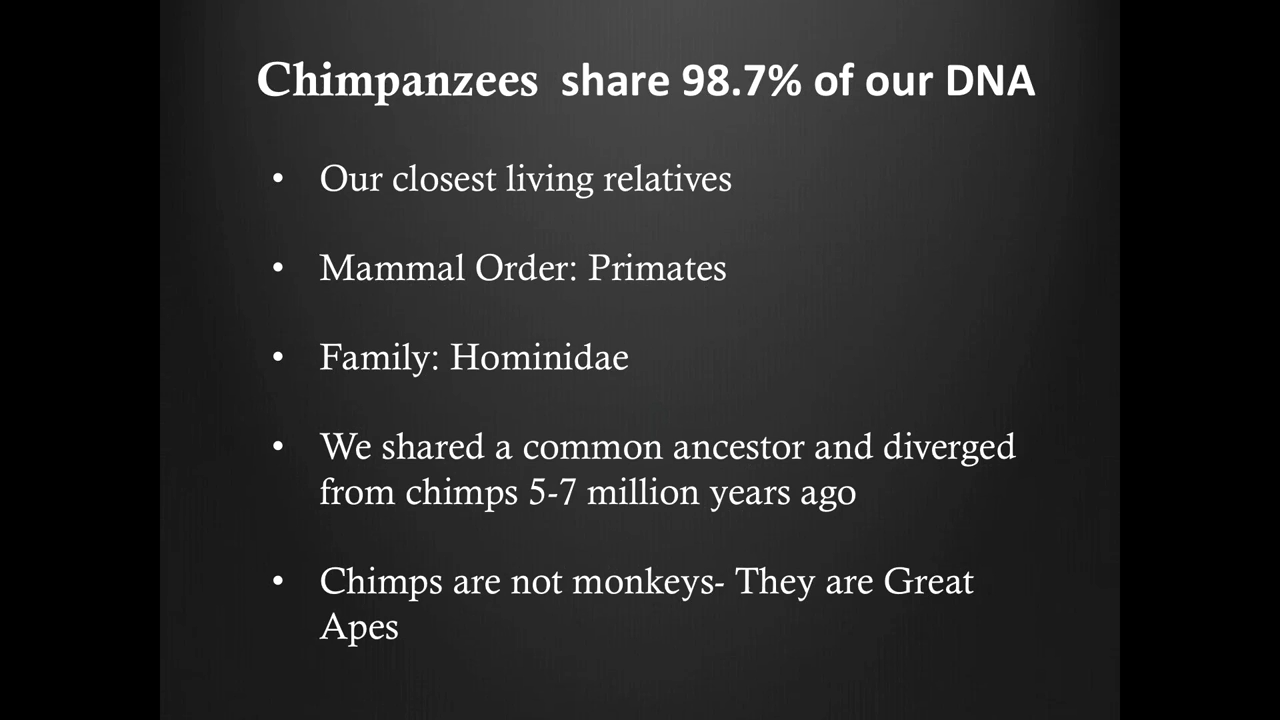 Chimpanzees share 98.7% of our DNA
• Our closest living relatives
• Mammal Order: Primates
• Family: Hominidae
• We shared a common ancestor and diverged
from chimps 5-7 million years ago
• Chimps are not monkeys- They are Great
Apes